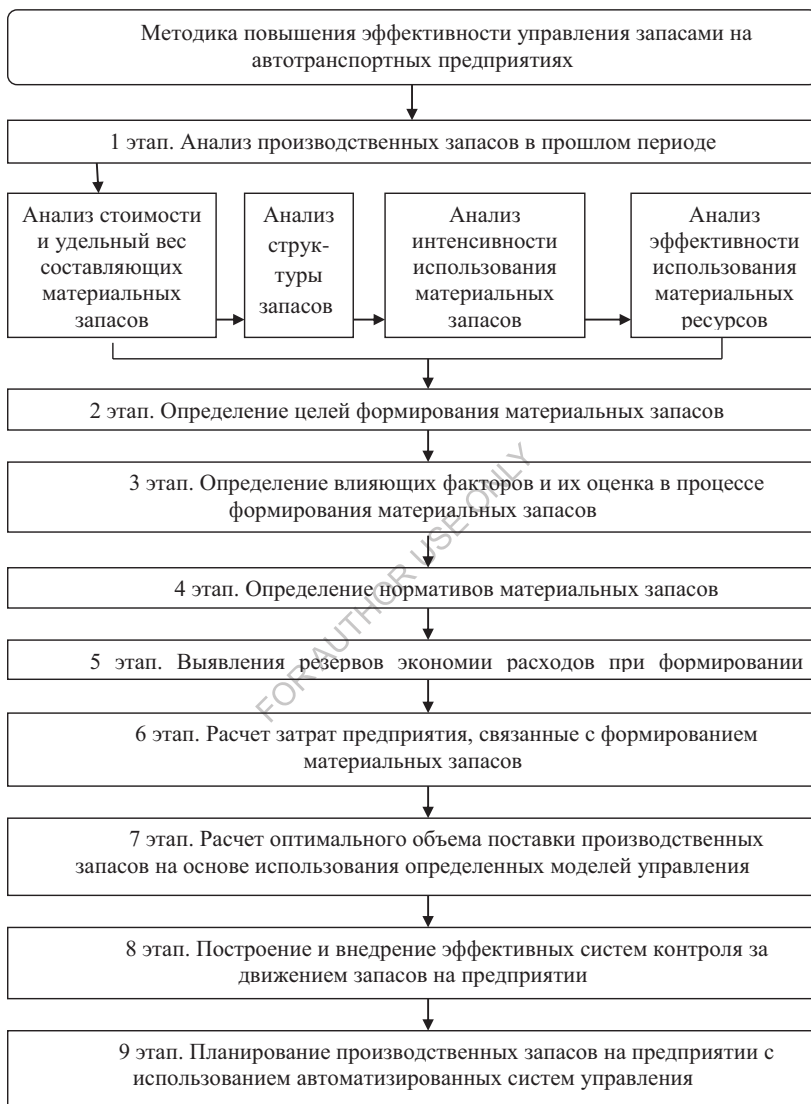 Методика повышения эффективности управления запасами на
автотранспортных предприятиях
1 этап. Анализ производственных запасов в прошлом периоде
Анализ стоимости
и удельный вес
составляющих
материальных
запасов
Анализ
струк-
туры
запасов
Анализ
интенсивности
использования
материальных
запасов
Анализ
эффективности
использования
материальных
ресурсов
2 этап. Определение целей формирования материальных запасов
3 этап. Определение влияющих факторов и их оценка в процессе
формирования материальных запасов
4 этап. Определение нормативов материальных запасов
5 этап. Выявления резервов экономии расходов при формировании
6 этап. Расчет затрат предприятия, связанные с формированием
материальных запасов
7 этап. Расчет оптимального объема поставки производственных
запасов на основе использования определенных моделей управления
8 этап. Построение и внедрение эффективных систем контроля за
движением запасов на предприятии
9 этап. Планирование производственных запасов на предприятии с
использованием автоматизированных систем управления
FOR AUTHOR USE ONLY